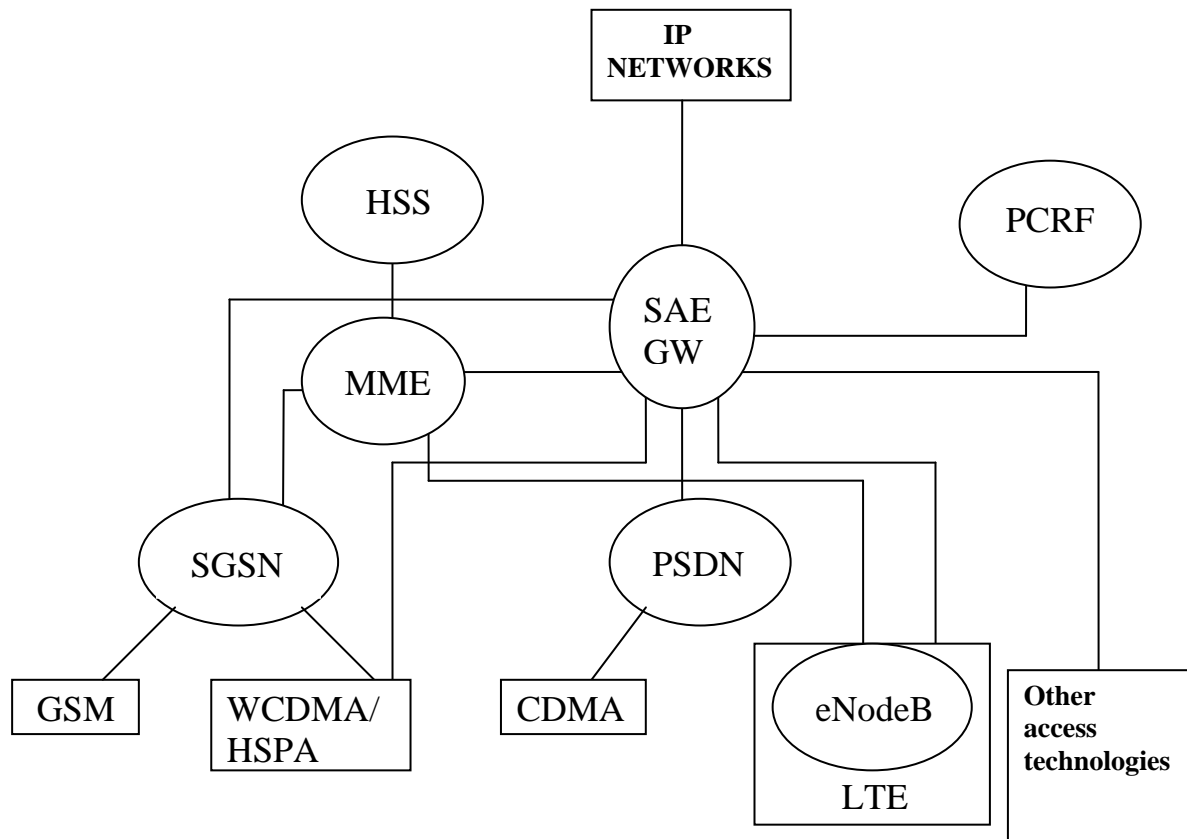 IP
NETWORKS
HSS
PCRF
SAE
GW
MME
SGSN
PSDN
GSM
WCDMA/
HSPA
CDMA
eNodeB
LTE
Other
access
technologies